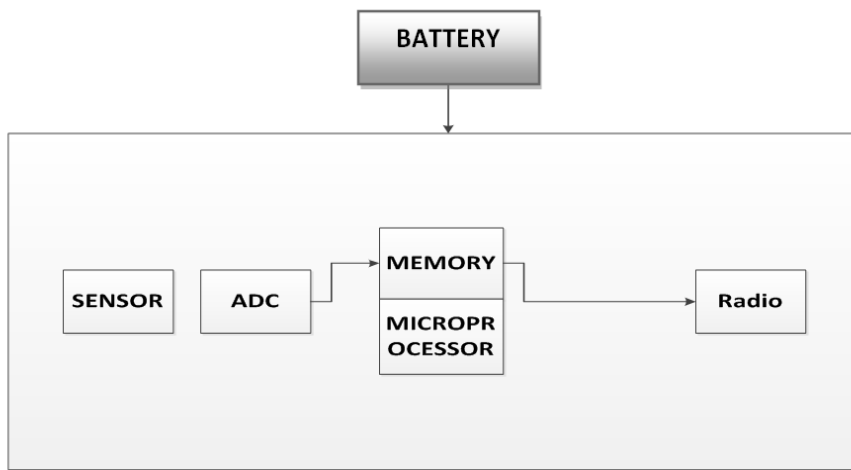 BATTERY
SENSOR
ADC
MEMORY
MICROPR
OCESSOR
Radio